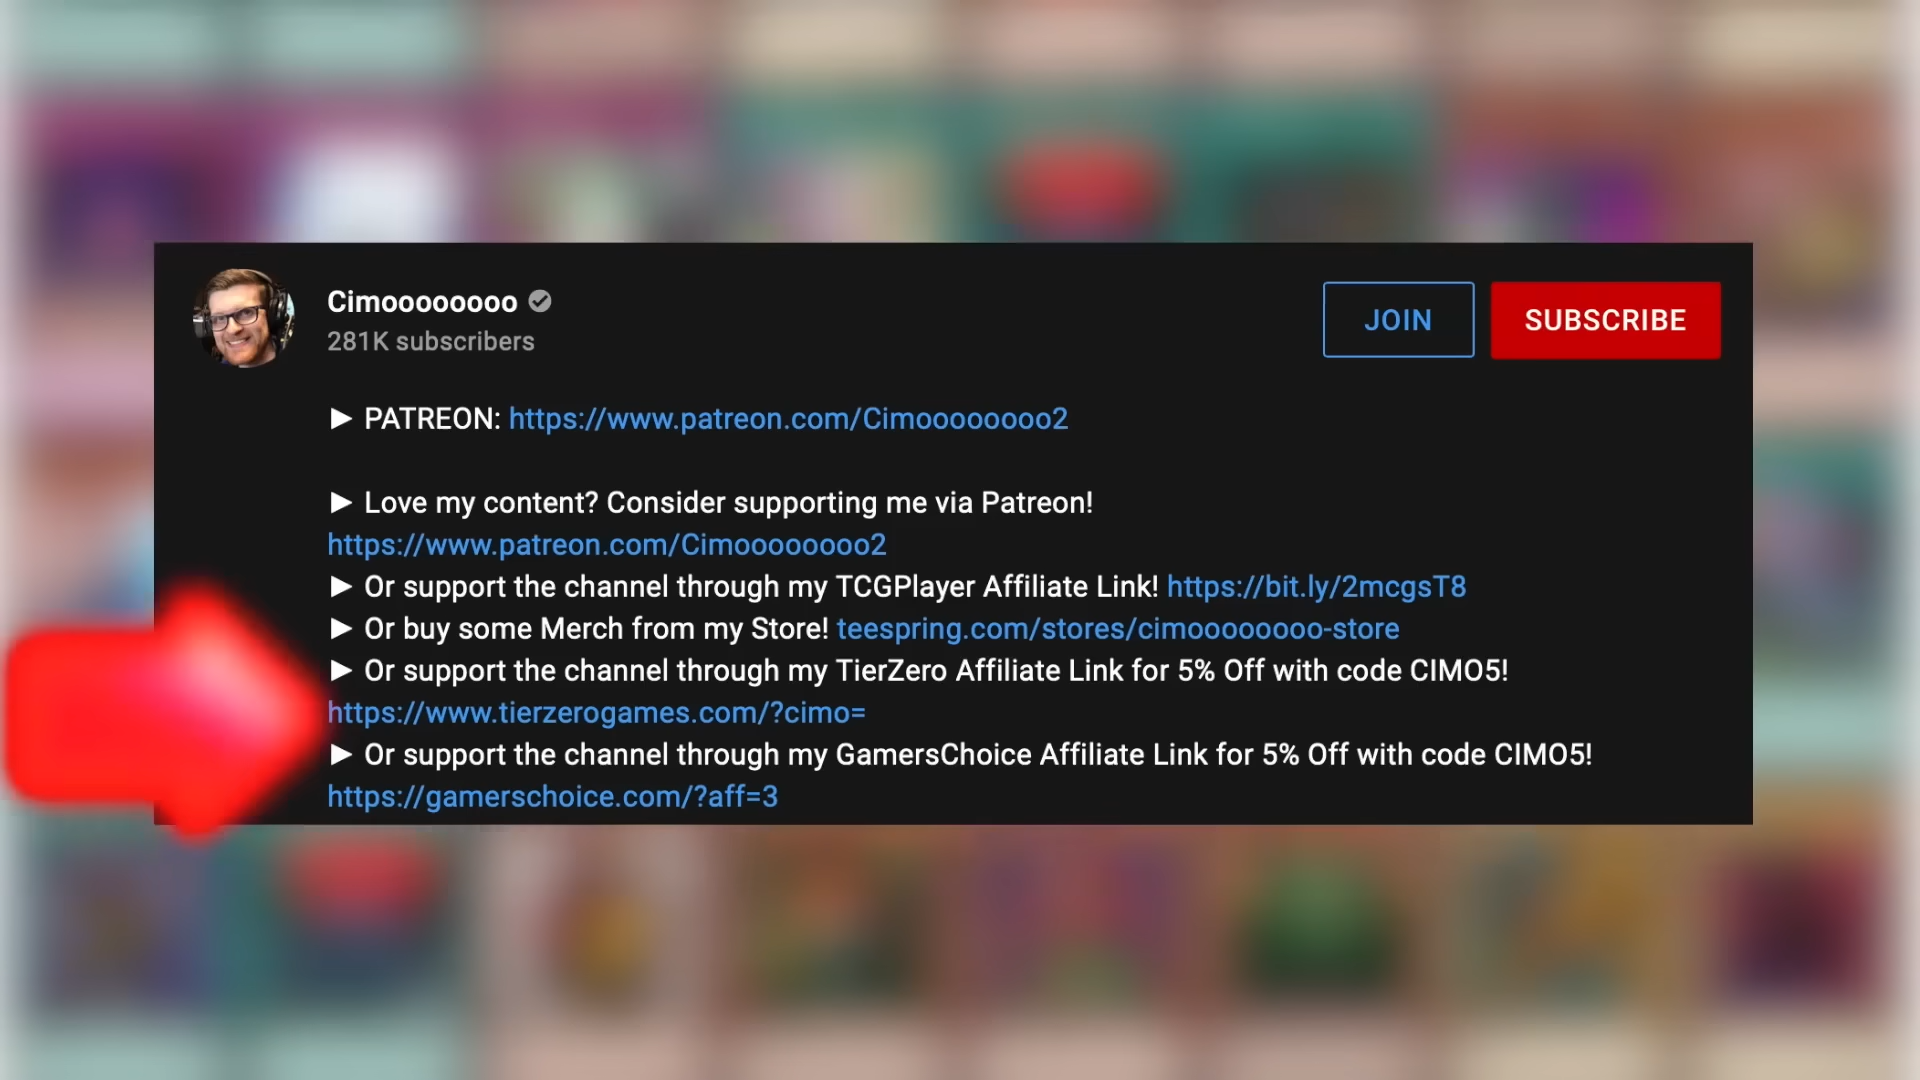 Cimoooooooo
281K subscribers
JOIN
SUBSCRIBE
► PATREON: https://www.patreon.com/Cimoooooooo2
► Love my content? Consider supporting me via Patreon!
https://www.patreon.com/Cimoooooooo2
► Or support the channel through my TCGPlayer Affiliate Link! https://bit.ly/2mcgsT8
► Or buy some Merch from my Store! teespring.com/stores/cimoooooooo-store
► Or support the channel through my TierZero Affiliate Link for 5% Off with code CIMO5!
https://www.tierzerogames.com/?cimo=
► Or support the channel through my GamersChoice Affiliate Link for 5% Off with code CIMO5!
https://gamerschoice.com/?aff=3